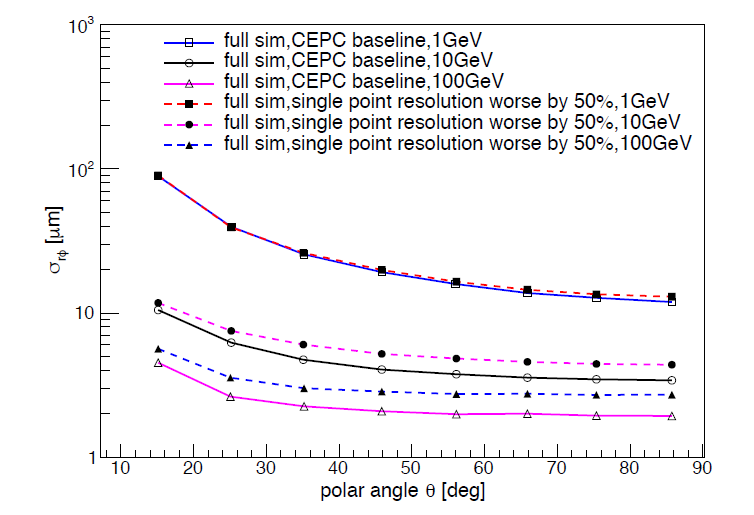 full sim,CEPC baseline,1GeV
full sim,CEPC baseline,10GeV
full sim,CEPC baseline,100GeV
full sim,single point resolution worse by 50%,1GeV
full sim,single point resolution worse by 50%,10GeV
full sim,single point resolution worse by 50%,100GeV
10³
10²
10
1
σrϕ [μm]
10 20 30 40 50 60 70 80 90
polar angle θ [deg]